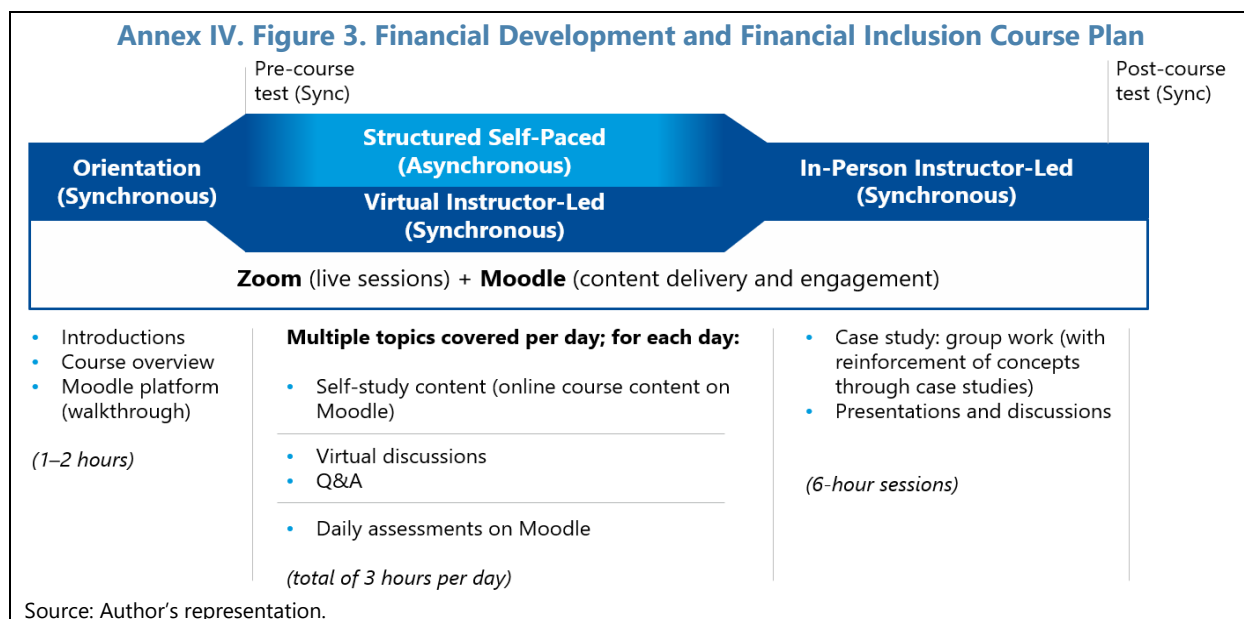 Annex IV. Figure 3. Financial Development and Financial Inclusion Course Plan
Pre-course
test (Sync)
Post-course
test (Sync)
Orientation
(Synchronous)
Structured Self-Paced
(Asynchronous)
Virtual Instructor-Led
(Synchronous)
In-Person Instructor-Led
(Synchronous)
Zoom (live sessions) + Moodle (content delivery and engagement)
• Introductions
• Course overview
• Moodle platform
(walkthrough)
(1–2 hours)
Multiple topics covered per day; for each day:
• Self-study content (online course content on
Moodle)
• Virtual discussions
• Q&A
• Daily assessments on Moodle
(total of 3 hours per day)
• Case study: group work (with
reinforcement of concepts
through case studies)
• Presentations and discussions
(6-hour sessions)
Source: Author’s representation.